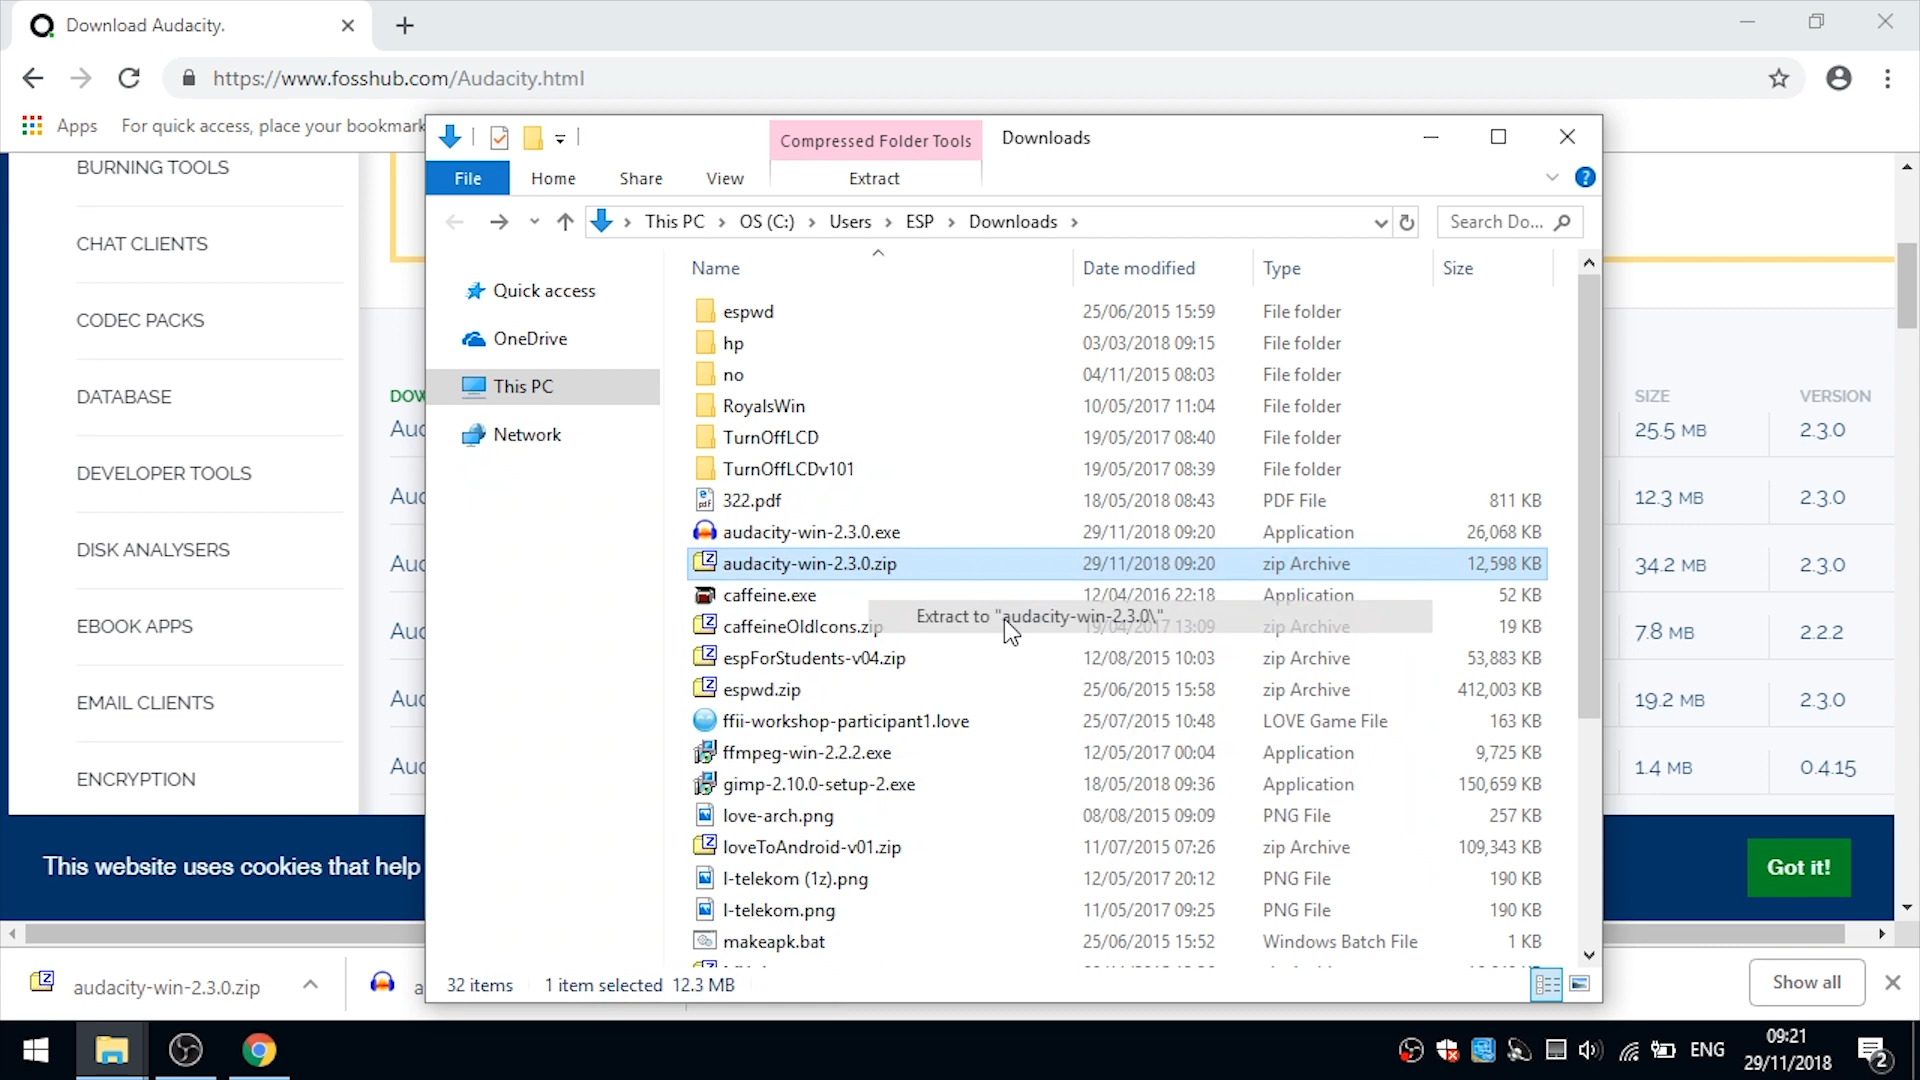 Download Audacity.
https://www.fosshub.com/Audacity.html
Apps
For quick access, place your bookmark
BURNING TOOLS
CHAT CLIENTS
CODEC PACKS
DATABASE
DEVELOPER TOOLS
DISK ANALYSERS
EBOOK APPS
EMAIL CLIENTS
ENCRYPTION
DOW
Auc
Auc
Auc
Auc
Auc
Auc
SIZE VERSION
25.5 MB 2.3.0
12.3 MB 2.3.0
34.2 MB 2.3.0
7.8 MB 2.2.2
19.2 MB 2.3.0
1.4 MB 0.4.15
This website uses cookies that help
Got it!
Compressed Folder Tools
Downloads
File Home Share View Extract
This PC > OS (C:) > Users > ESP > Downloads >
Search Do...
Quick access
OneDrive
This PC
Network
Name Date modified Type Size
espwd 25/06/2015 15:59 File folder
hp 03/03/2018 09:15 File folder
no 04/11/2015 08:03 File folder
RoyalsWin 10/05/2017 11:04 File folder
TurnOffLCD 19/05/2017 08:40 File folder
TurnOffLCDv101 19/05/2017 08:39 File folder
322.pdf 18/05/2018 08:43 PDF File 811 KB
audacity-win-2.3.0.exe 29/11/2018 09:20 Application 26,068 KB
audacity-win-2.3.0.zip 29/11/2018 09:20 zip Archive 12,598 KB
caffeine.exe 12/04/2016 22:18 Application 52 KB
Extract to "audacity-win-2.3.0\"
caffeineOldIcons.zip 19/04/2017 13:09 zip Archive 19 KB
espForStudents-v04.zip 12/08/2015 10:03 zip Archive 53,883 KB
espwd.zip 25/06/2015 15:58 zip Archive 412,003 KB
ffii-workshop-participant1.love 25/07/2015 10:48 LOVE Game File 163 KB
ffmpeg-win-2.2.2.exe 12/05/2017 00:04 Application 9,725 KB
gimp-2.10.0-setup-2.exe 18/05/2018 09:36 Application 150,659 KB
love-arch.png 08/08/2015 09:09 PNG File 257 KB
loveToAndroid-v01.zip 11/07/2015 07:26 zip Archive 109,343 KB
l-telekom (1z).png 12/05/2017 20:12 PNG File 190 KB
l-telekom.png 11/05/2017 09:25 PNG File 190 KB
makeapk.bat 25/06/2015 15:52 Windows Batch File 1 KB
32 items 1 item selected 12.3 MB
audacity-win-2.3.0.zip
a
Show all
ENG
09:21
29/11/2018
2